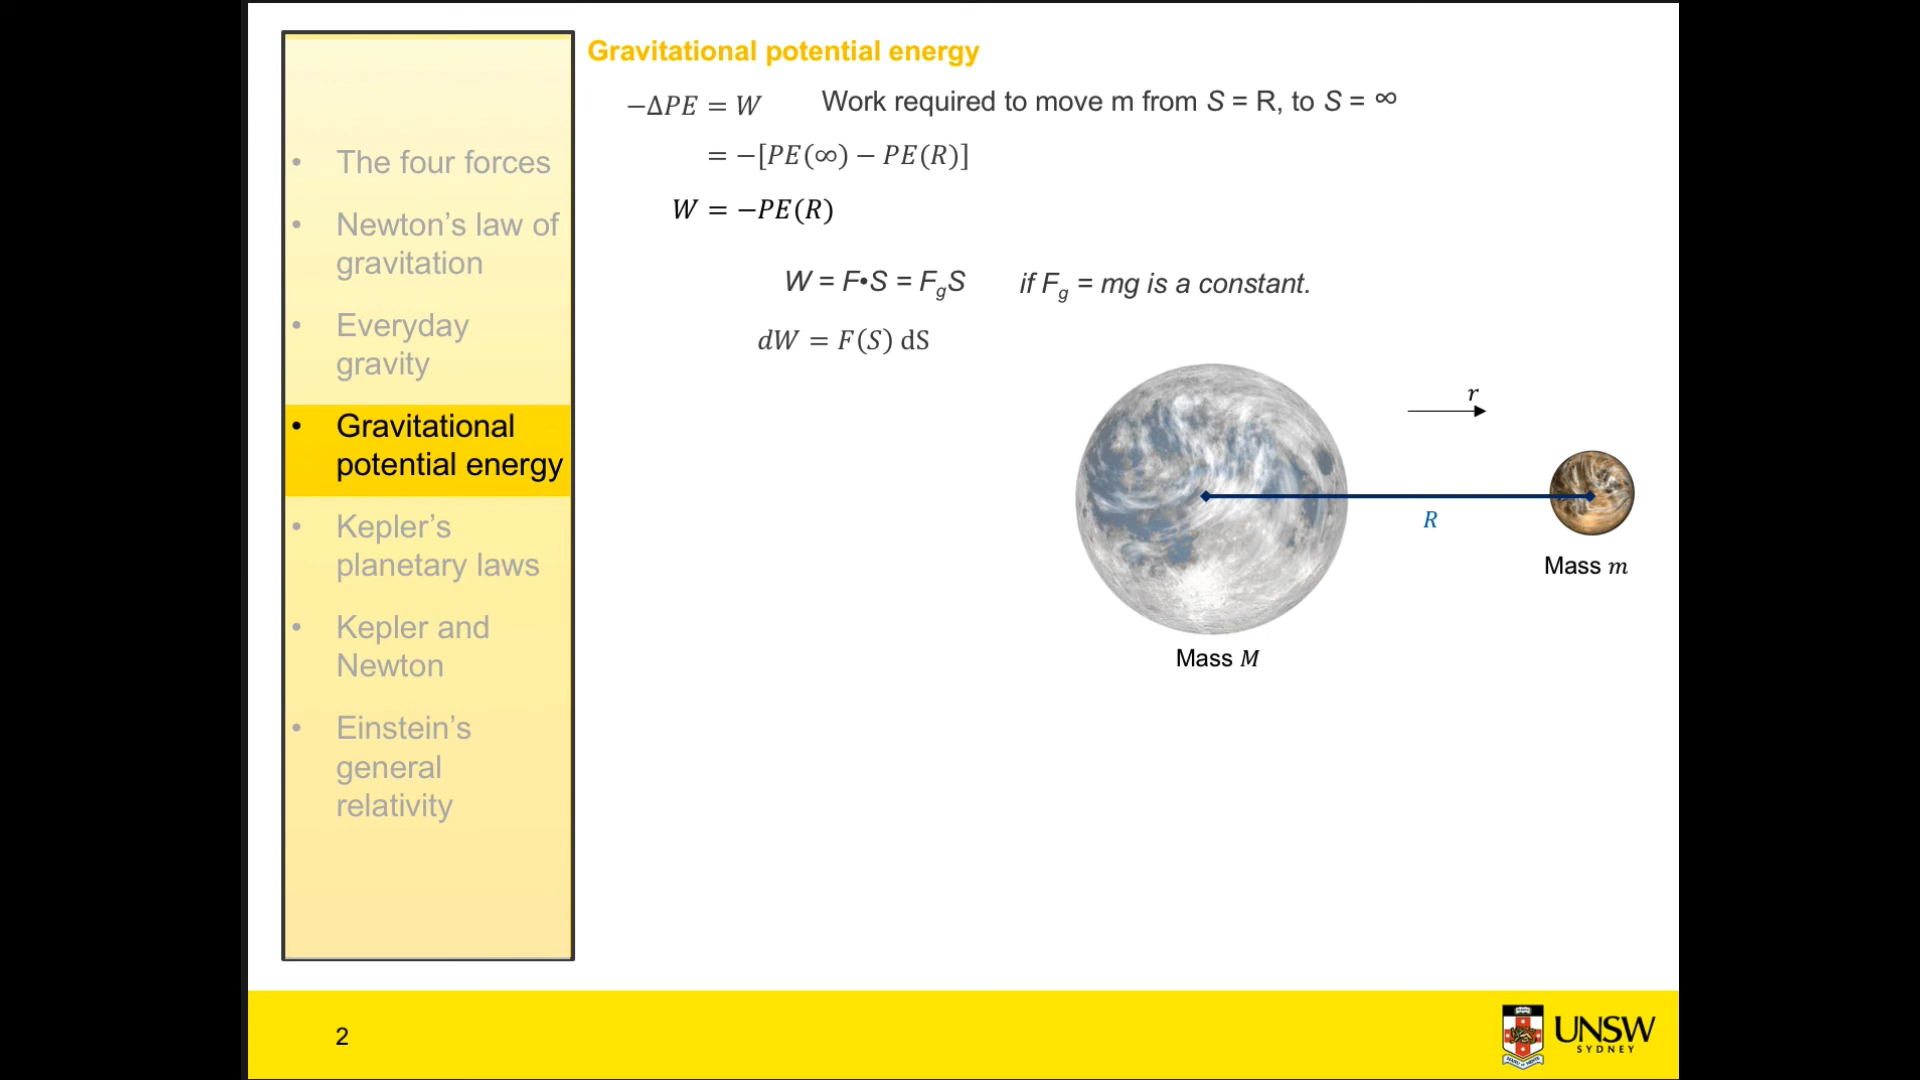 Gravitational potential energy
−ΔPE = W Work required to move m from S = R, to S = ∞
= −[PE(∞) − PE(R)]
W = −PE(R)
W = F•S = FgS if Fg = mg is a constant.
dW = F(S) dS
• The four forces
• Newton’s law of
gravitation
• Everyday
gravity
• Gravitational
potential energy
• Kepler’s
planetary laws
• Kepler and
Newton
• Einstein’s
general
relativity
r
R
Mass m
Mass M
2
UNSW
SYDNEY